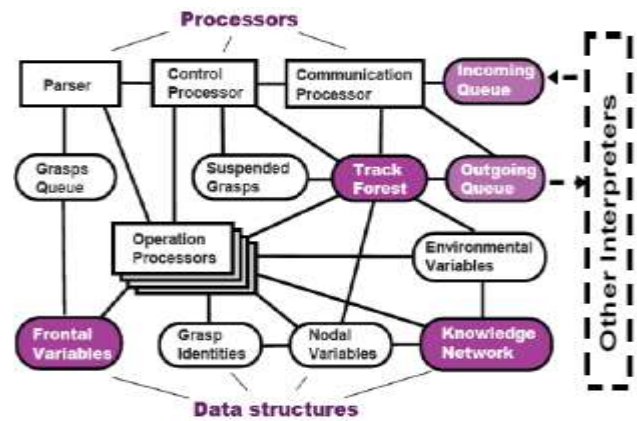 Processors
Parser
Control
Processor
Communication
Processor
Incoming
Queue
Grasps
Queue
Suspended
Grasps
Track
Forest
Outgoing
Queue
Operation
Processors
Environmental
Variables
Frontal
Variables
Grasp
Identities
Nodal
Variables
Knowledge
Network
Data structures
Other Interpreters